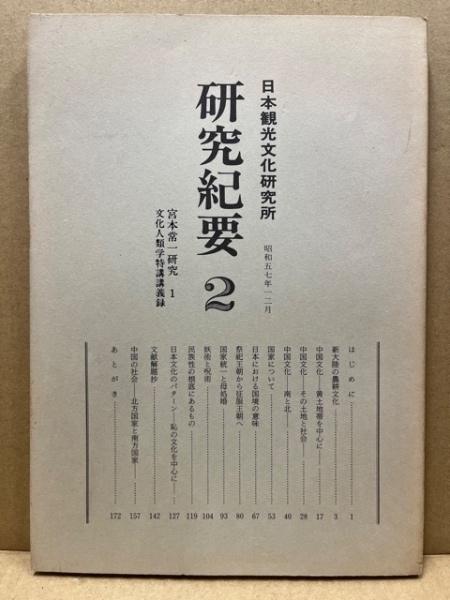 日本観光文化研究所
研究紀要 2
昭和五七年一二月
宮本常一研究 1
文化人類学特講講義録
はじめに 1
新大陸の農耕文化 3
中国文化――黄土地帯を中心に―― 17
中国文化 その土地と社会―― 28
中国文化 南と北―― 40
国家について 53
日本における国境の意味 67
祭祀王朝から征服王朝へ 80
国家統一と母処婚 93
妖術と呪術 104
民族性の根底にあるもの 119
日本文化のパターン――恥の文化を中心に―― 127
文献解題抄 142
中国の社会――北方国家と南方国家―― 157
あとがき 172